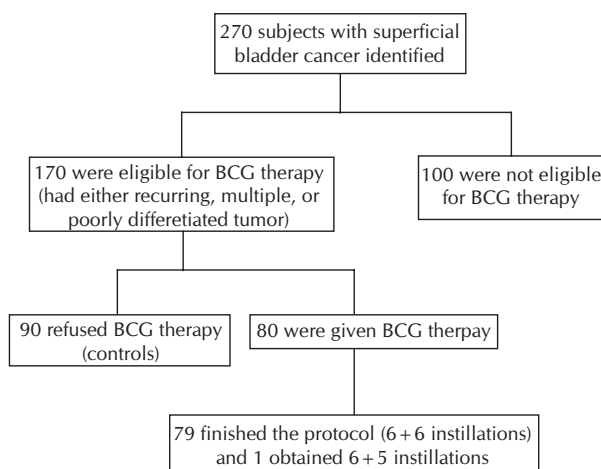 270 subjects with superficial
bladder cancer identified
170 were eligible for BCG therapy
(had either recurring, multiple, or
poorly differetiated tumor)
100 were not eligible
for BCG therapy
90 refused BCG therapy
(controls)
80 were given BCG therpay
79 finished the protocol (6 + 6 instillations)
and 1 obtained 6 + 5 instillations